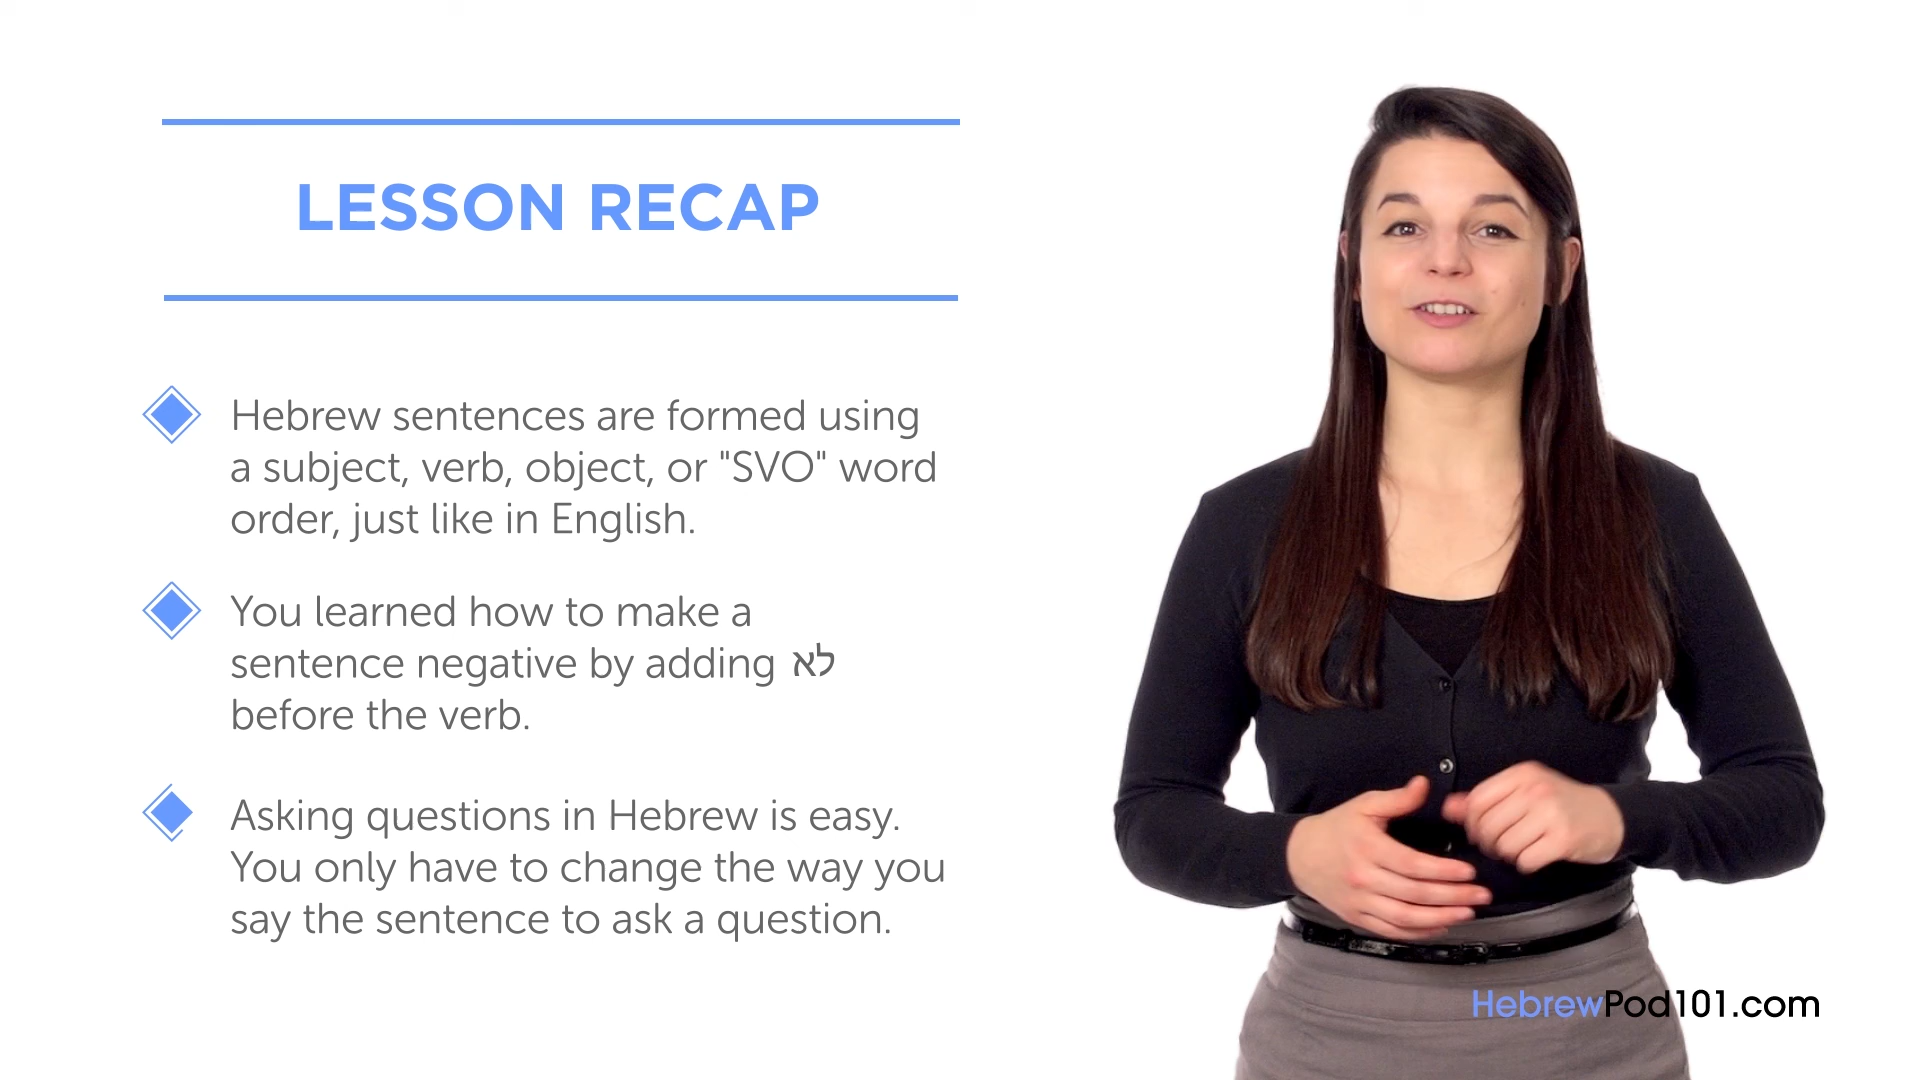 LESSON RECAP
Hebrew sentences are formed using
a subject, verb, object, or "SVO" word
order, just like in English.
You learned how to make a
sentence negative by adding לא
before the verb.
Asking questions in Hebrew is easy.
You only have to change the way you
say the sentence to ask a question.
HebrewPod101.com